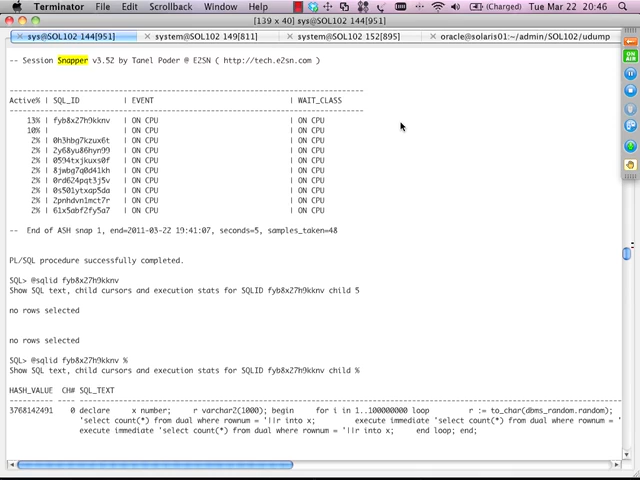 Terminator Shell Edit Scrollback Window Help (Charged) Tue Mar 22 20:46
[139 x 40] sys@SOL102 144[951]
sys@SOL102 144[951] system@SOL102 149[811] system@SOL102 152[895] oracle@solaris01:~/admin/SOL102/udump
ON AIR
-- Session Snapper v3.52 by Tanel Poder @ E2SN ( http://tech.e2sn.com )
---------------------------------------------------------------------------------
Active% | SQL_ID | EVENT | WAIT_CLASS
---------------------------------------------------------------------------------
13% | fyb8x27h9kknv | ON CPU | ON CPU
10% | | ON CPU | ON CPU
2% | 0h3hbg7kzux6t | ON CPU | ON CPU
2% | 2y68yu86hyn99 | ON CPU | ON CPU
2% | 0594txjkuxs0f | ON CPU | ON CPU
2% | 8jwbg7q0d41kh | ON CPU | ON CPU
2% | 0rd624pqt3j5v | ON CPU | ON CPU
2% | 0s501ytxap5da | ON CPU | ON CPU
2% | 2pnhdvn1mct7r | ON CPU | ON CPU
2% | 61x5abf2fy5a7 | ON CPU | ON CPU
-- End of ASH snap 1, end=2011-03-22 19:41:07, seconds=5, samples_taken=48
PL/SQL procedure successfully completed.
SQL> @sqlid fyb8x27h9kknv
Show SQL text, child cursors and execution stats for SQLID fyb8x27h9kknv child 5
no rows selected
no rows selected
SQL> @sqlid fyb8x27h9kknv %
Show SQL text, child cursors and execution stats for SQLID fyb8x27h9kknv child %
HASH_VALUE CH# SQL_TEXT
3768142491 0 declare x number; r varchar2(1000); begin for i in 1..100000000 loop r := to_char(dbms_random.random);
'select count(*) from dual where rownum = '||r into x; execute immediate 'select count(*) from dual where rownum = '
execute immediate 'select count(*) from dual where rownum = '||r into x; end loop; end;